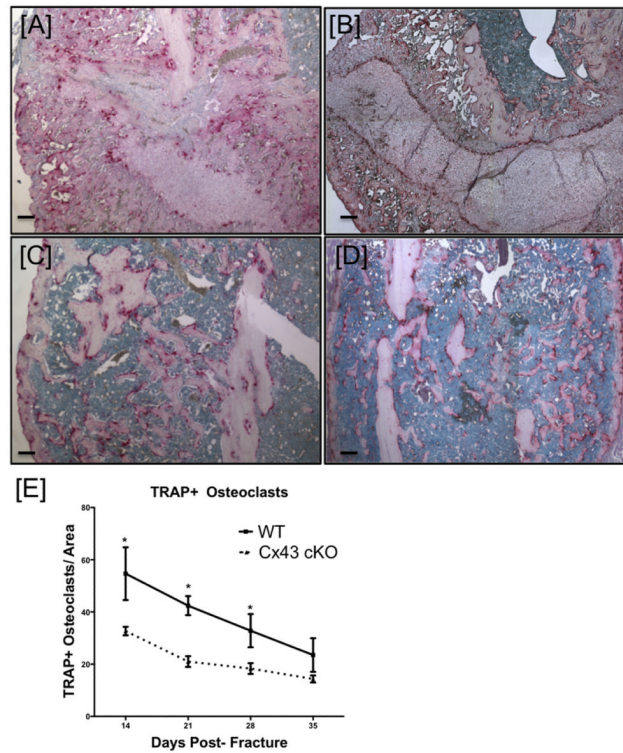 [A]
[B]
[C]
[D]
[E]
TRAP+ Osteoclasts
80
60
40
20
0
TRAP+ Osteoclasts/ Area
*
*
*
WT
Cx43 cKO
14
21
28
35
Days Post- Fracture